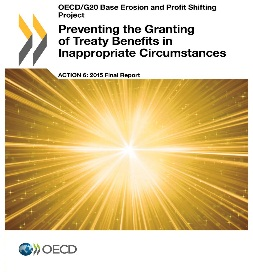 OECD/G20 Base Erosion and Profit Shifting
Project
Preventing the Granting
of Treaty Benefits in
Inappropriate Circumstances
ACTION 6: 2015 Final Report
OECD